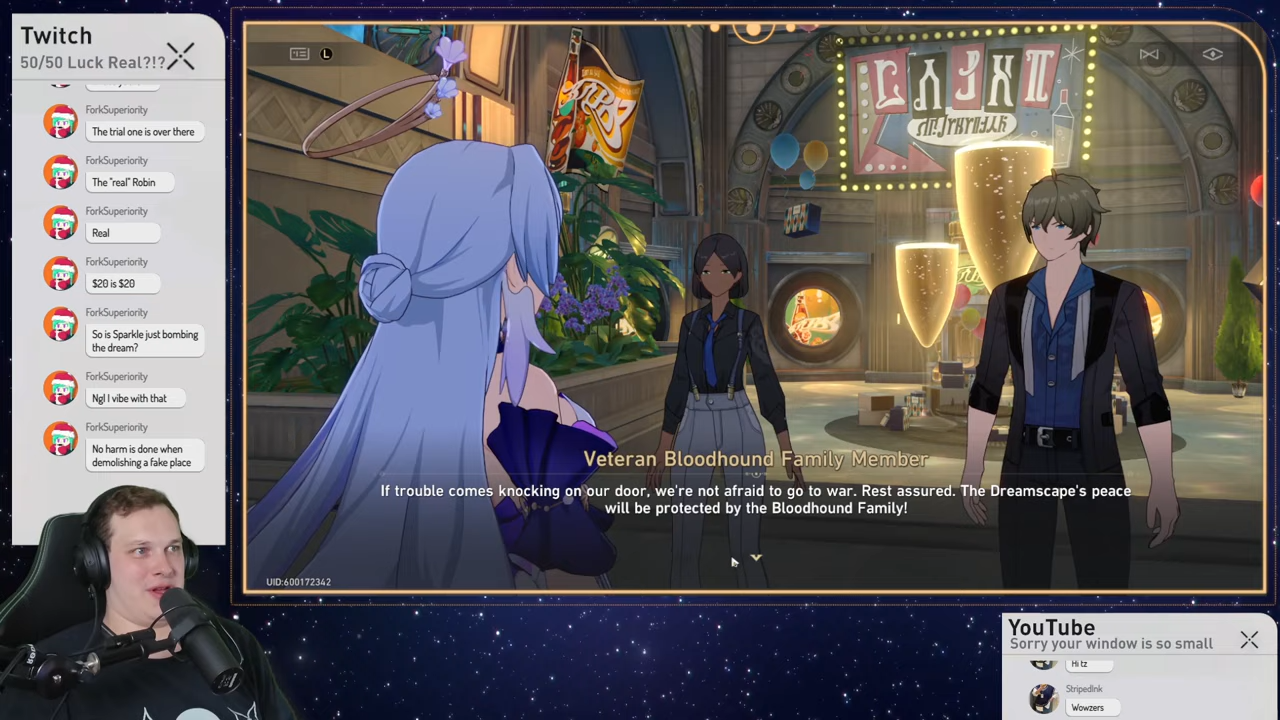 Twitch
50/50 Luck Real?!?
ForkSuperiority
The trial one is over there
ForkSuperiority
The "real" Robin
ForkSuperiority
Real
ForkSuperiority
$20 is $20
ForkSuperiority
So is Sparkle just bombing
the dream?
ForkSuperiority
Ngl I vibe with that
ForkSuperiority
No harm is done when
demolishing a fake place
L
Veteran Bloodhound Family Member
If trouble comes knocking on our door, we're not afraid to go to war. Rest assured. The Dreamscape's peace
will be protected by the Bloodhound Family!
UID:600172342
YouTube
Sorry your window is so small
Hi tz
StripedInk
Wowzers